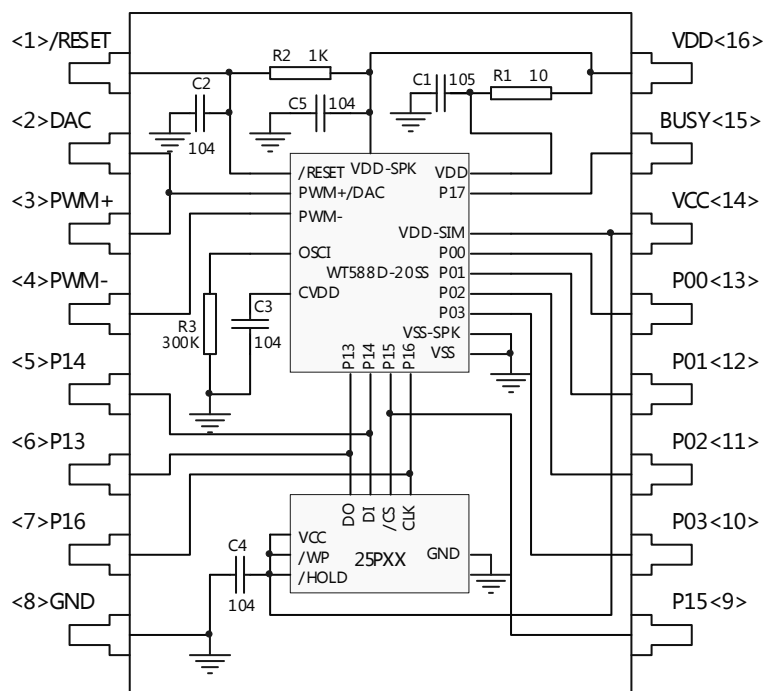 <1>/RESET
R2 1K
VDD<16>
C2
C1 105
R1 10
C5 104
<2>DAC
104
BUSY<15>
/RESET
VDD-SPK
VDD
PWM+/DAC
P17
<3>PWM+
PWM-
VCC<14>
VDD-SIM
OSCI
P00
WT588D-20SS
P01
<4>PWM-
P00<13>
CVDD
P02
C3
P03
R3
300K
104
VSS-SPK
VSS
P13
P14
P15
P16
<5>P14
P01<12>
<6>P13
P02<11>
DO
DI
/CS
CLK
<7>P16
P03<10>
VCC
/WP
25PXX
GND
/HOLD
C4
104
<8>GND
P15<9>